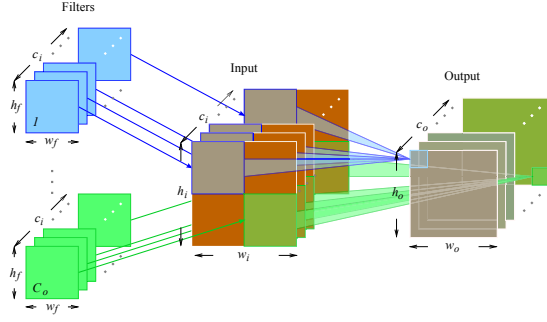 Filters
Input
Output
c_i
h_f
1
w_f
c_i
h_i
w_i
c_o
h_o
w_o
c_i
h_f
C_o
w_f